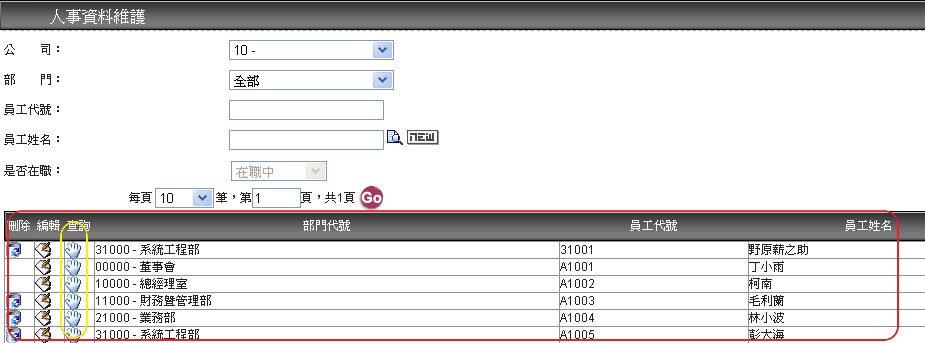 人事資料維護
公 司： 10 -
部 門： 全部
員工代號：
員工姓名： NEW
是否在職： 在職中
每頁 10 筆，第 1 頁，共1頁 Go
刪除 編輯 查詢 部門代號 員工代號 員工姓名
31000 - 系統工程部 31001 野原薪之助
00000 - 董事會 A1001 丁小雨
10000 - 總經理室 A1002 柯南
11000 - 財務暨管理部 A1003 毛利蘭
21000 - 業務部 A1004 林小波
31000 - 系統工程部 A1005 彭大海